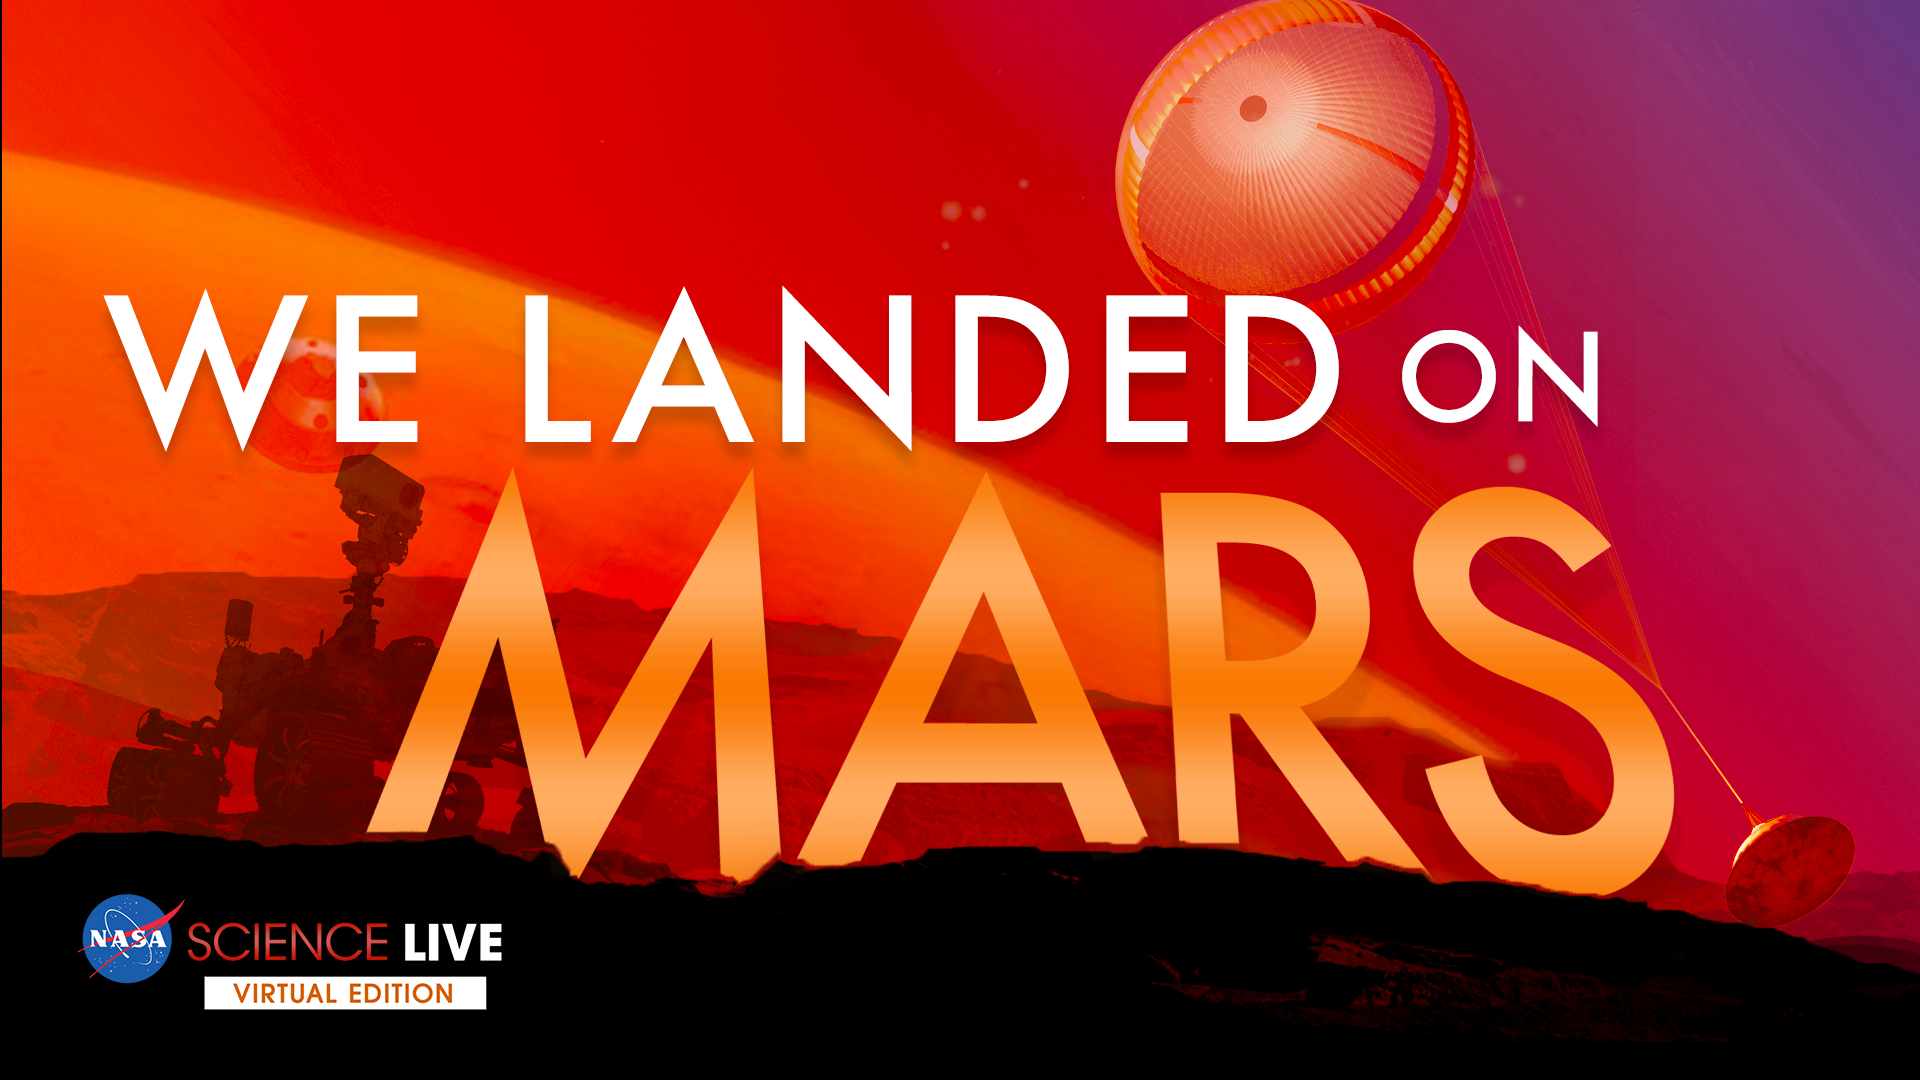 WE LANDED ON
MARS
NASA
SCIENCE LIVE
VIRTUAL EDITION